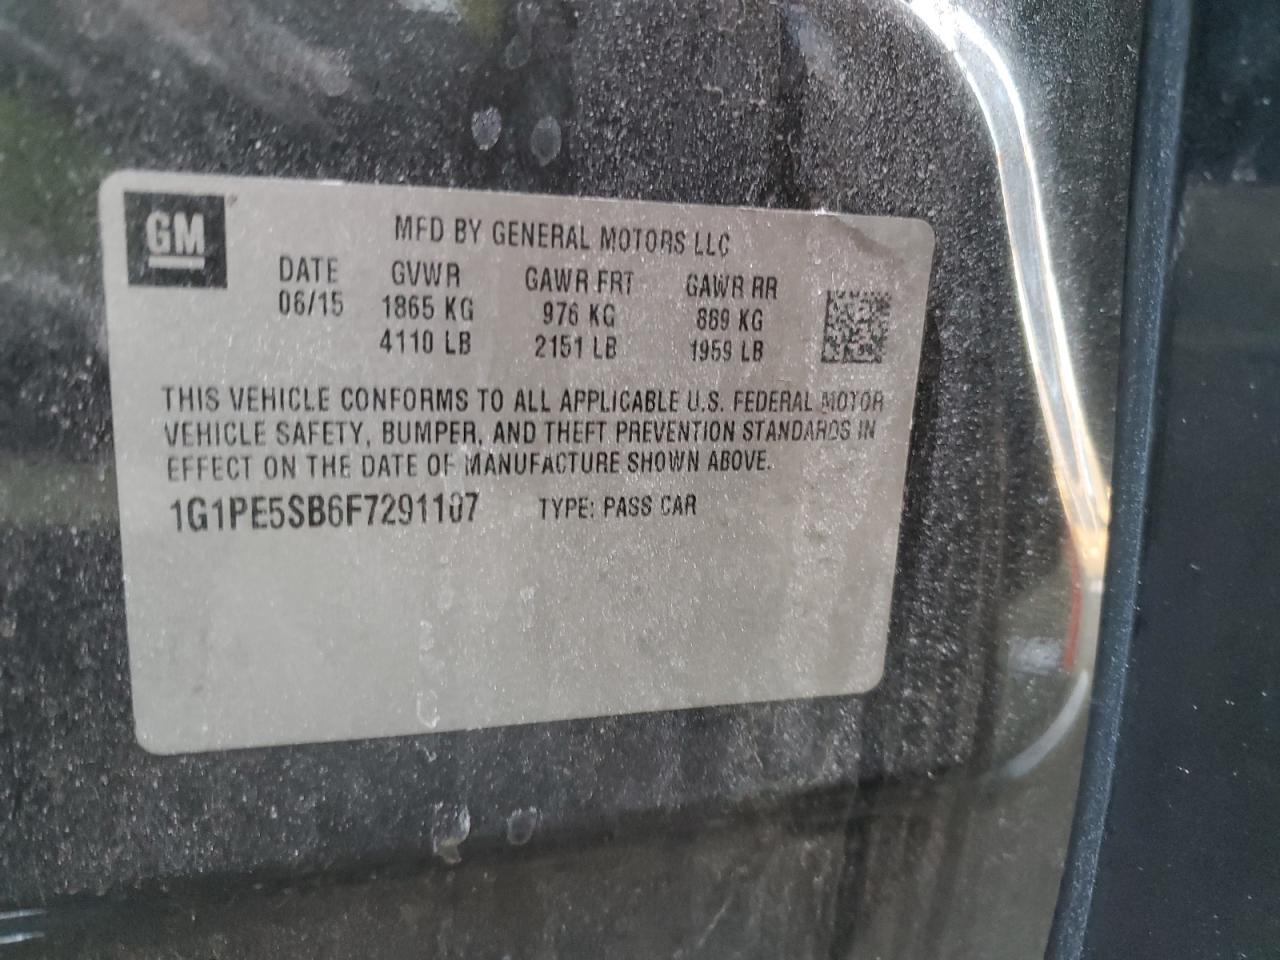 GM
MFD BY GENERAL MOTORS LLC
DATE GVWR GAWR FRT GAWR RR
06/15 1865 KG 976 KG 889 KG
4110 LB 2151 LB 1959 LB
THIS VEHICLE CONFORMS TO ALL APPLICABLE U.S. FEDERAL MOTOR
VEHICLE SAFETY, BUMPER, AND THEFT PREVENTION STANDARDS IN
EFFECT ON THE DATE OF MANUFACTURE SHOWN ABOVE.
1G1PE5SB6F7291107 TYPE: PASS CAR